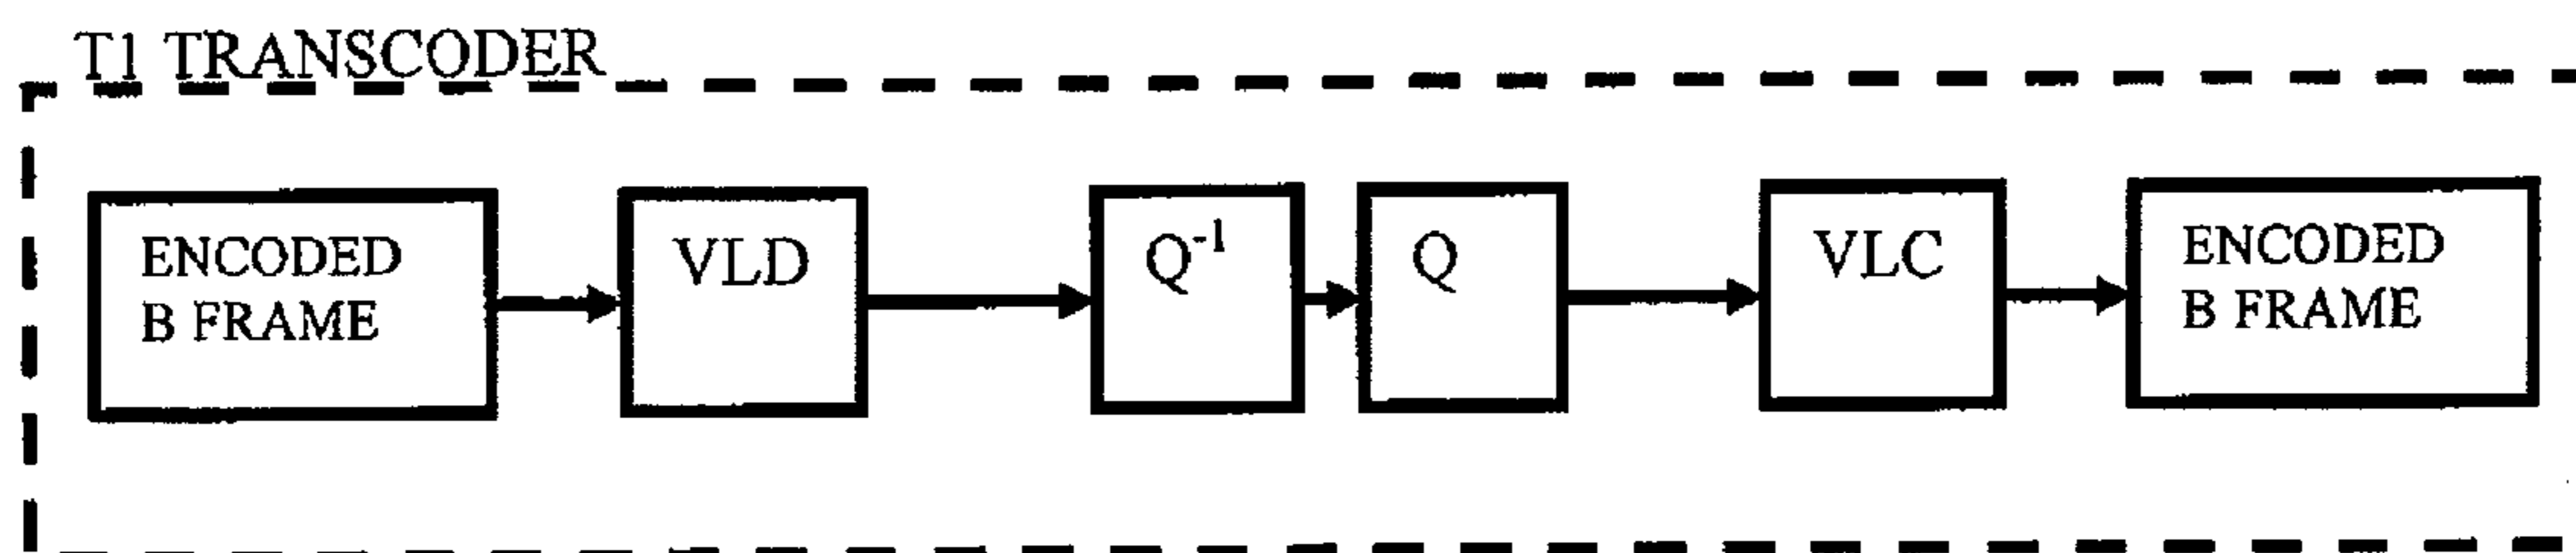 T1 TRANSCODER
ENCODED
B FRAME
VLD
Q⁻¹
Q
VLC
ENCODED
B FRAME